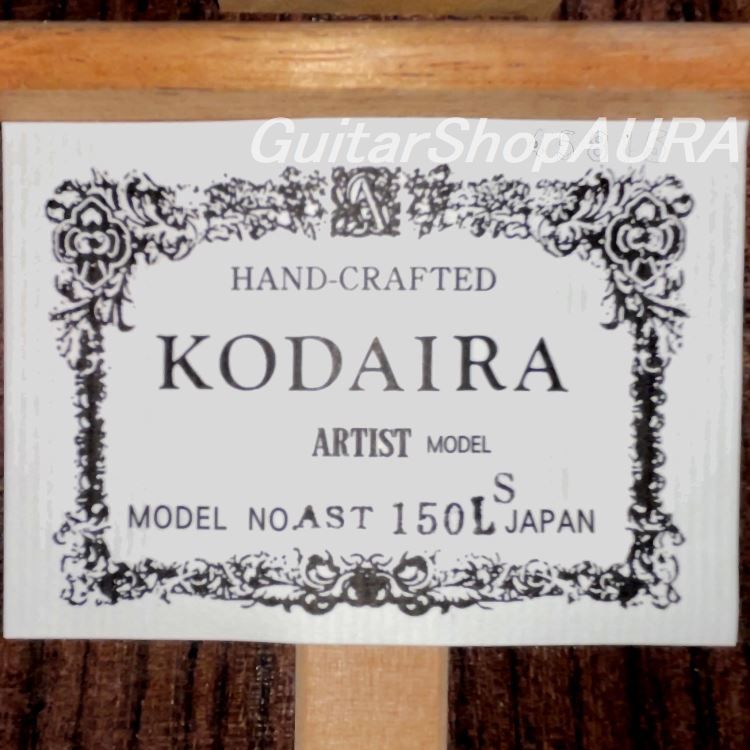 GuitarShopAURA
A
HAND-CRAFTED
KODAIRA
ARTIST MODEL
MODEL NO.AST 150L S JAPAN